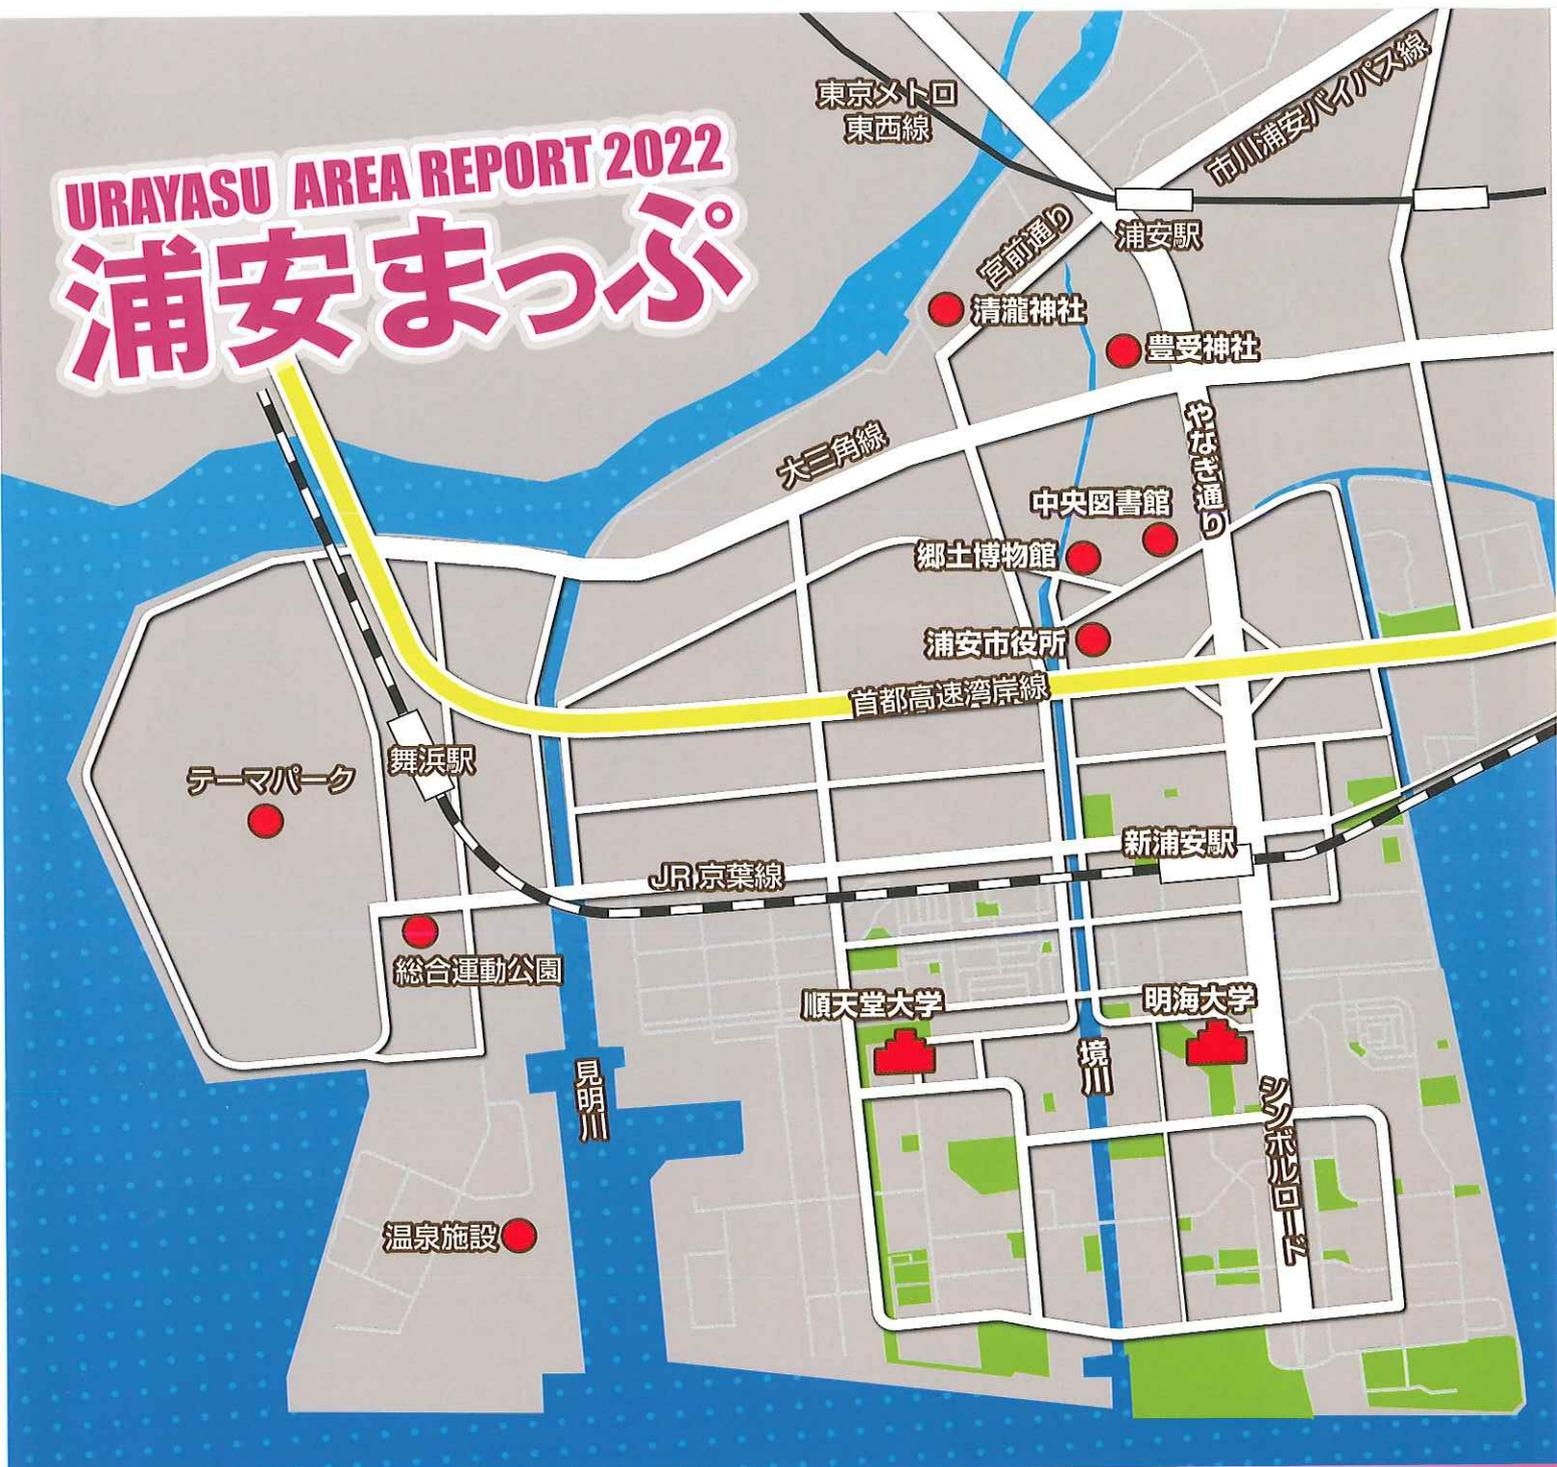 URAYASU AREA REPORT 2022
浦安まっぷ
東京メトロ
東西線
市川浦安バイパス線
浦安駅
宮前通り
清瀧神社
豊受神社
大三角線
やなぎ通り
中央図書館
郷土博物館
浦安市役所
首都高速湾岸線
舞浜駅
テーマパーク
新浦安駅
JR 京葉線
総合運動公園
順天堂大学
明海大学
見明川
境川
シンボルロード
温泉施設